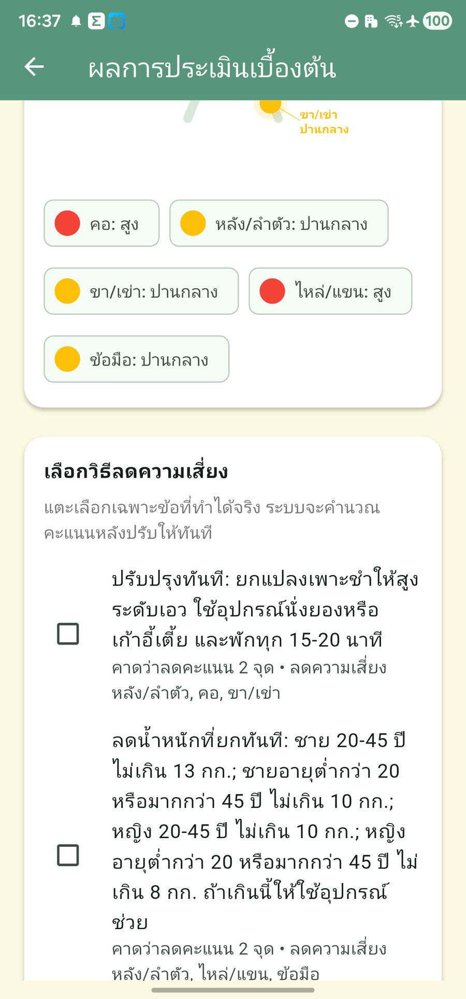 16:37
5
100
ผลการประเมินเบื้องต้น
ขา/เข่า
ปานกลาง
คอ: สูง
หลัง/ลำตัว: ปานกลาง
ขา/เข่า: ปานกลาง
ไหล่/แขน: สูง
ข้อมือ: ปานกลาง
เลือกวิธีลดความเสี่ยง
แตะเลือกเฉพาะข้อที่ทำได้จริง ระบบจะคำนวณ
คะแนนหลังปรับให้ทันที
ปรับปรุงทันที: ยกแปลงเพาะชำให้สูง
ระดับเอว ใช้อุปกรณ์นั่งยองหรือ
เก้าอี้เตี้ย และพักทุก 15-20 นาที
คาดว่าลดคะแนน 2 จุด • ลดความเสี่ยง
หลัง/ลำตัว, คอ, ขา/เข่า
ลดน้ำหนักที่ยกทันที: ชาย 20-45 ปี
ไม่เกิน 13 กก.; ชายอายุต่ำกว่า 20
หรือมากกว่า 45 ปี ไม่เกิน 10 กก.;
หญิง 20-45 ปี ไม่เกิน 10 กก.; หญิง
อายุต่ำกว่า 20 หรือมากกว่า 45 ปี ไม่
เกิน 8 กก. ถ้าเกินนี้ให้ใช้อุปกรณ์
ช่วย
คาดว่าลดคะแนน 2 จุด • ลดความเสี่ยง
หลัง/ลำตัว, ไหล่/แขน, ข้อมือ